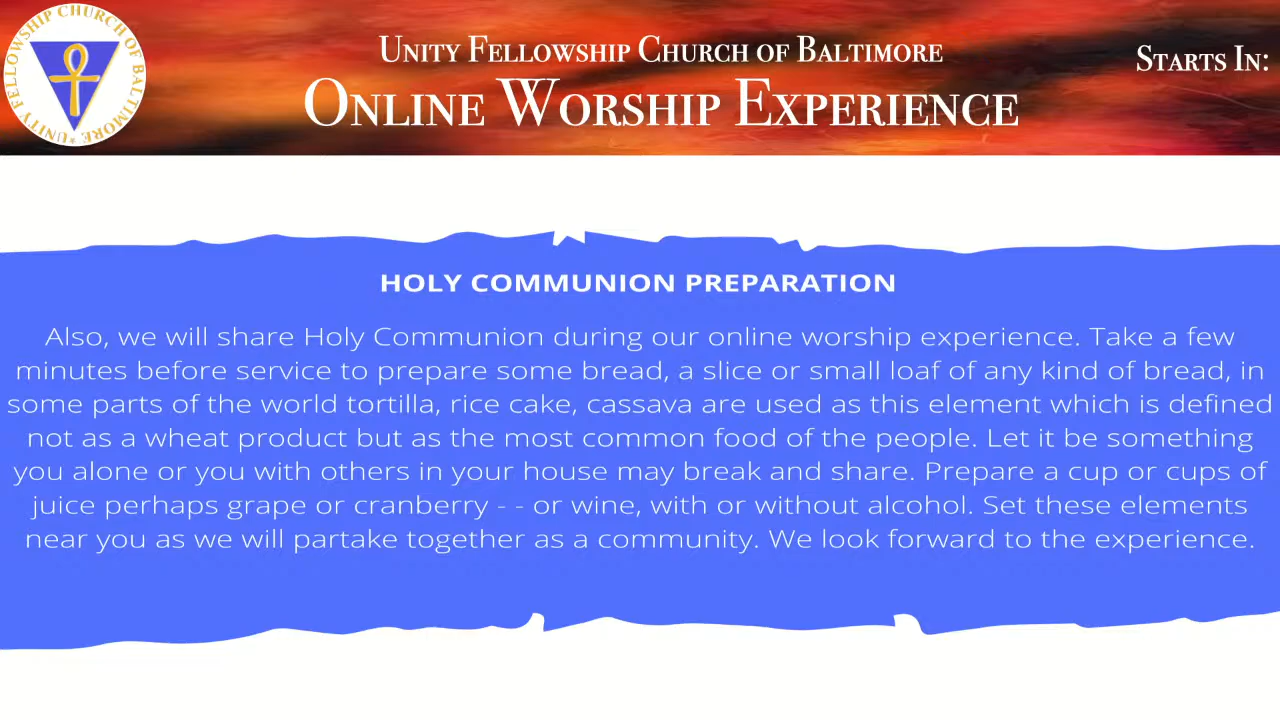 UNITY FELLOWSHIP CHURCH OF BALTIMORE
UNITY FELLOWSHIP CHURCH OF BALTIMORE
ONLINE WORSHIP EXPERIENCE
STARTS IN:
HOLY COMMUNION PREPARATION
Also, we will share Holy Communion during our online worship experience. Take a few
minutes before service to prepare some bread, a slice or small loaf of any kind of bread, in
some parts of the world tortilla, rice cake, cassava are used as this element which is defined
not as a wheat product but as the most common food of the people. Let it be something
you alone or you with others in your house may break and share. Prepare a cup or cups of
juice perhaps grape or cranberry - - or wine, with or without alcohol. Set these elements
near you as we will partake together as a community. We look forward to the experience.